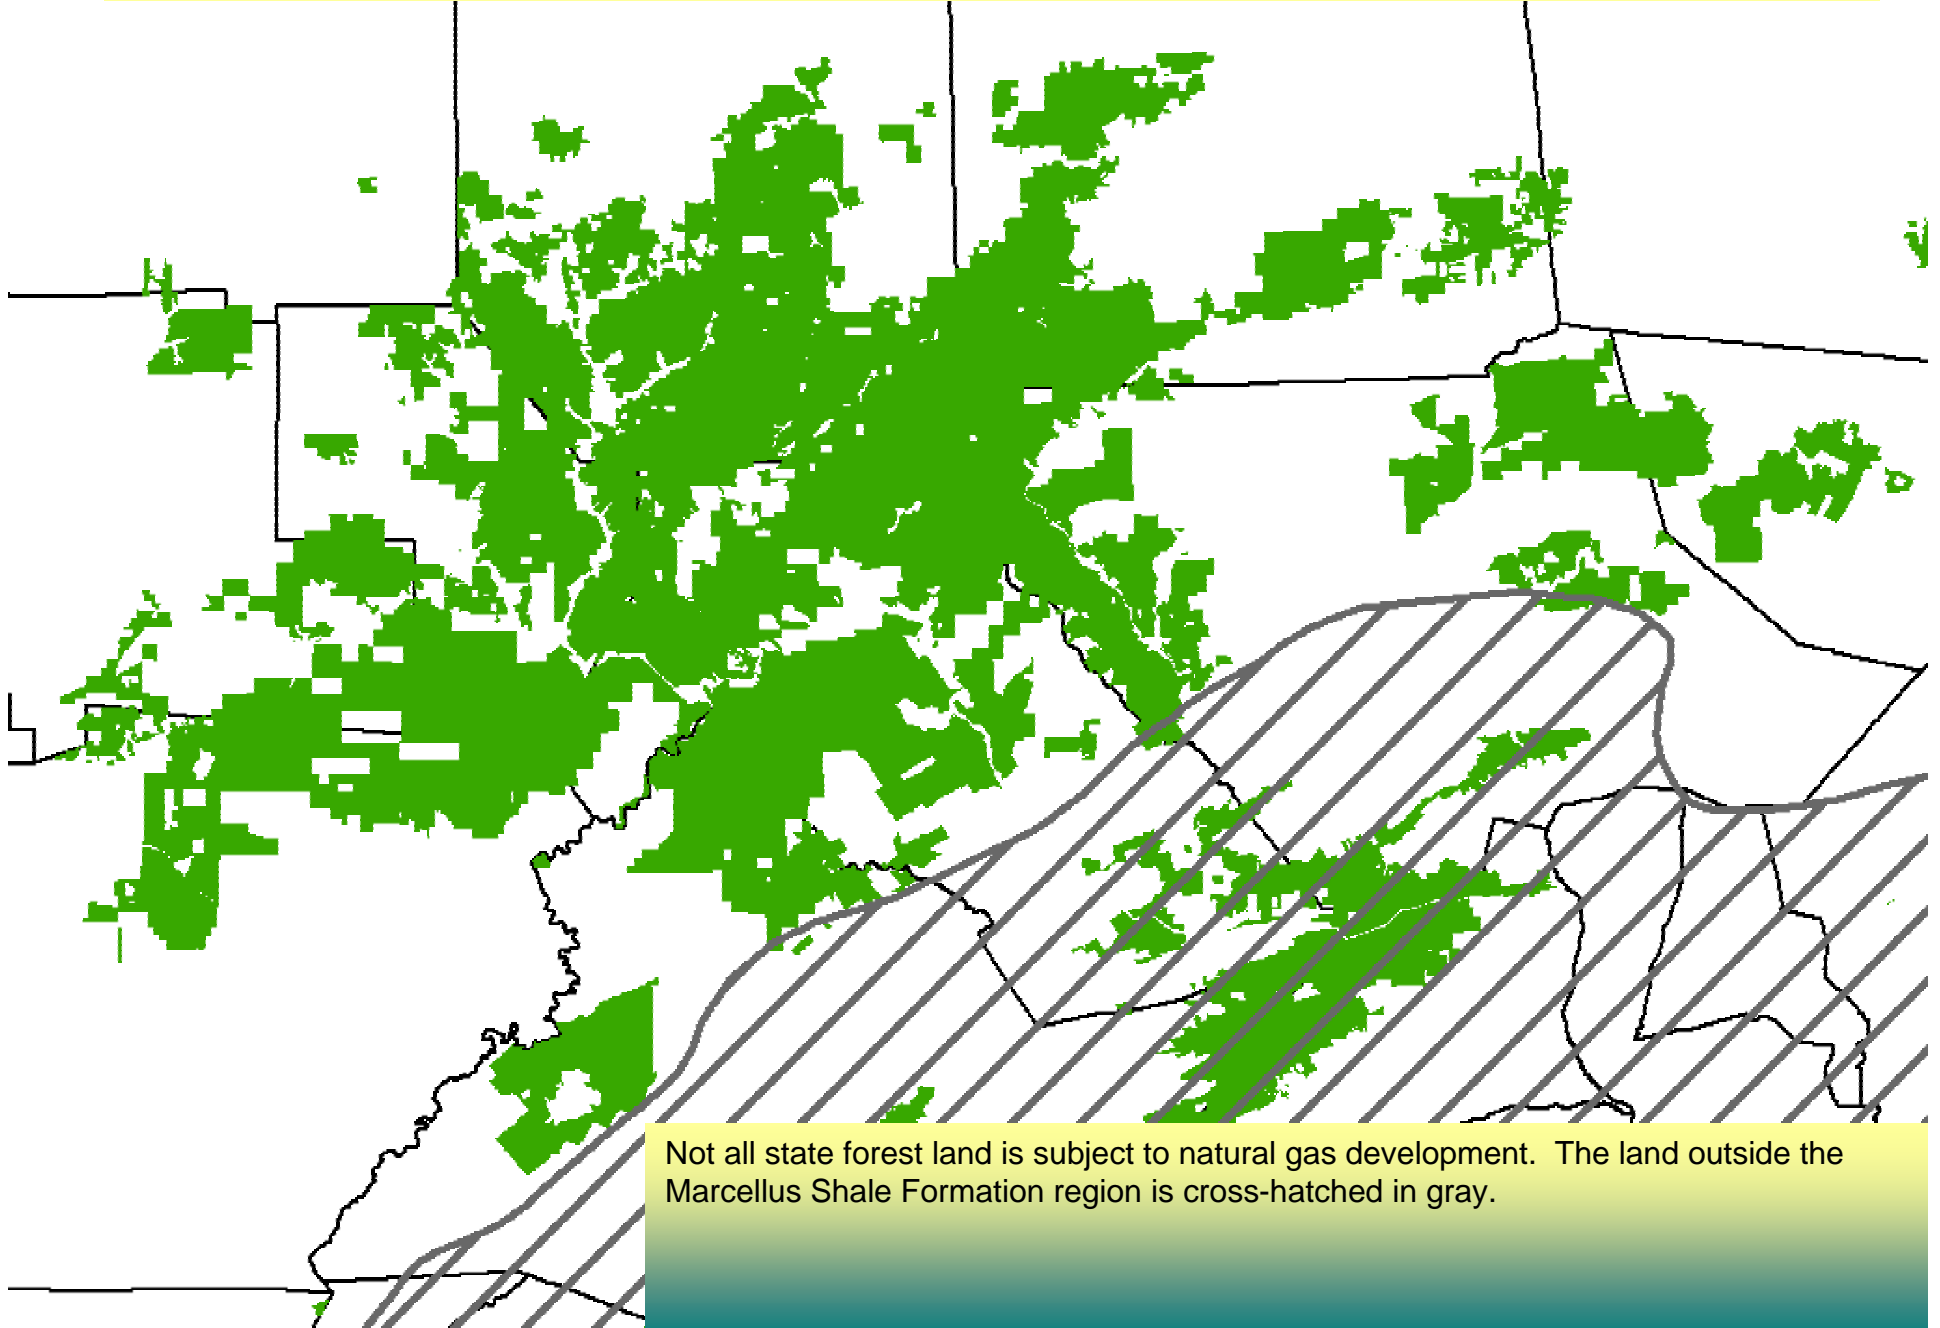 Not all state forest land is subject to natural gas development.  The land outside the
Marcellus Shale Formation region is cross-hatched in gray.